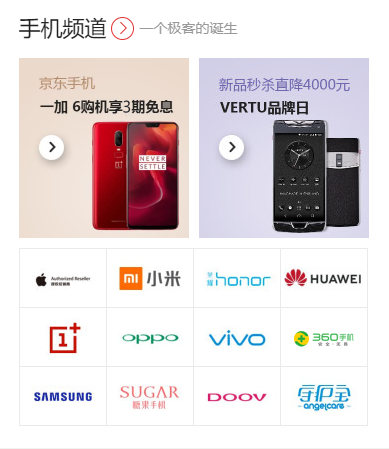 手机频道 一个极客的诞生
京东手机
一加 6购机享3期免息
NEVER
SETTLE
新品秒杀直降4000元
VERTU品牌日
Authorized Reseller
授权经销商
mi 小米
荣耀 honor
HUAWEI
1+
oppo
vivo
360手机
安全·流畅
SAMSUNG
SUGAR
糖果手机
DOOV
守护宝
angelcare